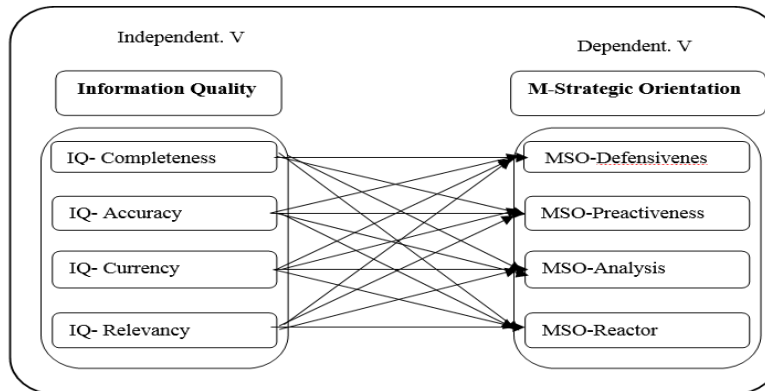 Independent. V
Dependent. V
Information Quality
M-Strategic Orientation
IQ- Completeness
MSO-Defensivenes
IQ- Accuracy
MSO-Preactiveness
IQ- Currency
MSO-Analysis
IQ- Relevancy
MSO-Reactor